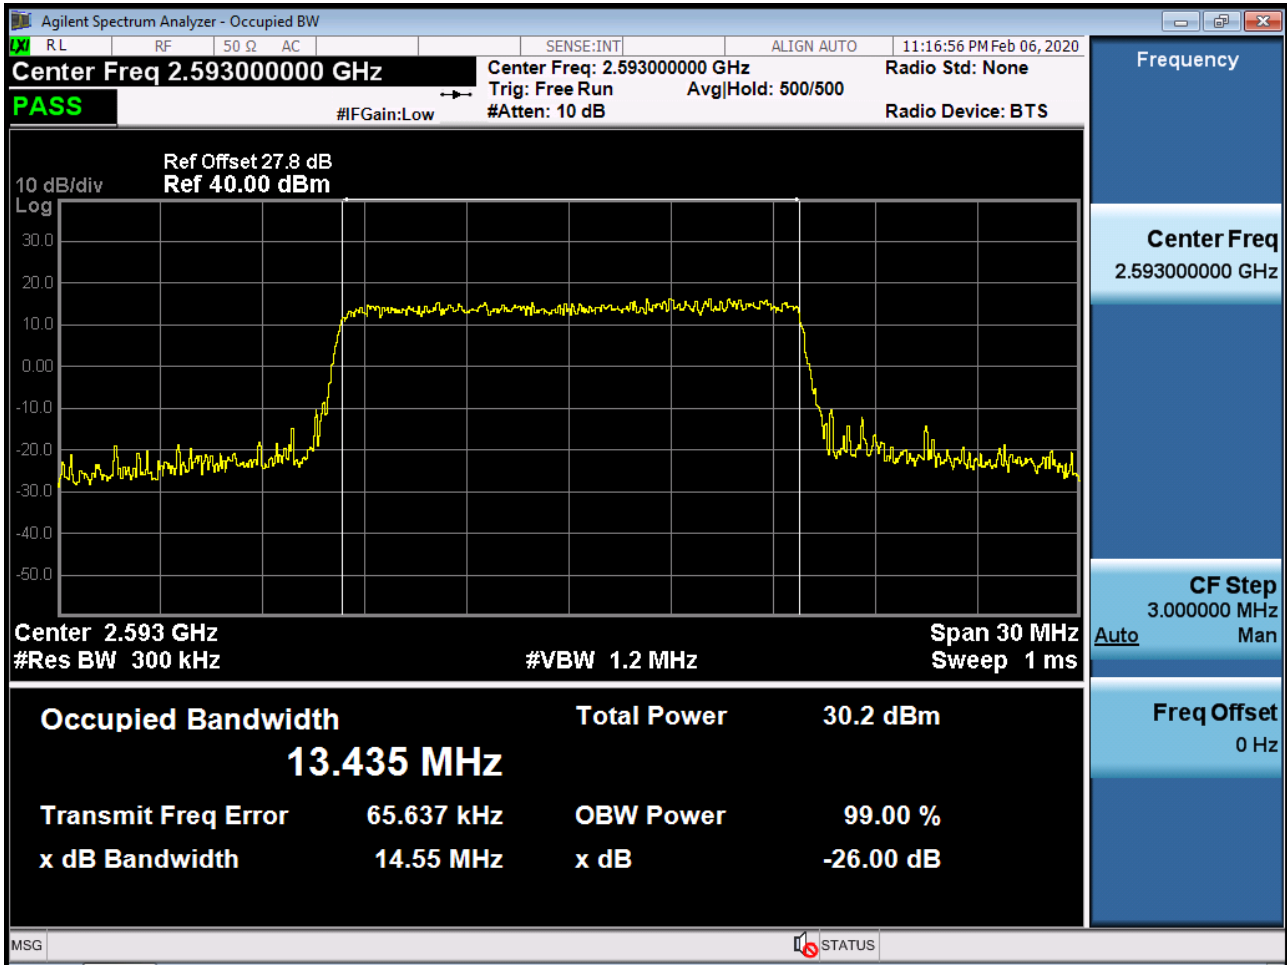 Agilent Spectrum Analyzer - Occupied BW
LXI RL RF 50 Ω AC SENSE:INT ALIGN AUTO 11:16:56 PM Feb 06, 2020
Center Freq 2.593000000 GHz
Center Freq: 2.593000000 GHz Radio Std: None
Trig: Free Run Avg|Hold: 500/500
PASS
#IFGain:Low #Atten: 10 dB Radio Device: BTS
Ref Offset 27.8 dB
10 dB/div Ref 40.00 dBm
Log
30.0
20.0
10.0
0.00
-10.0
-20.0
-30.0
-40.0
-50.0
Center 2.593 GHz Span 30 MHz
#Res BW 300 kHz #VBW 1.2 MHz Sweep 1 ms
Occupied Bandwidth Total Power 30.2 dBm
13.435 MHz
Transmit Freq Error 65.637 kHz OBW Power 99.00 %
x dB Bandwidth 14.55 MHz x dB -26.00 dB
MSG STATUS
Frequency
Center Freq
2.593000000 GHz
CF Step
3.000000 MHz
Auto Man
Freq Offset
0 Hz